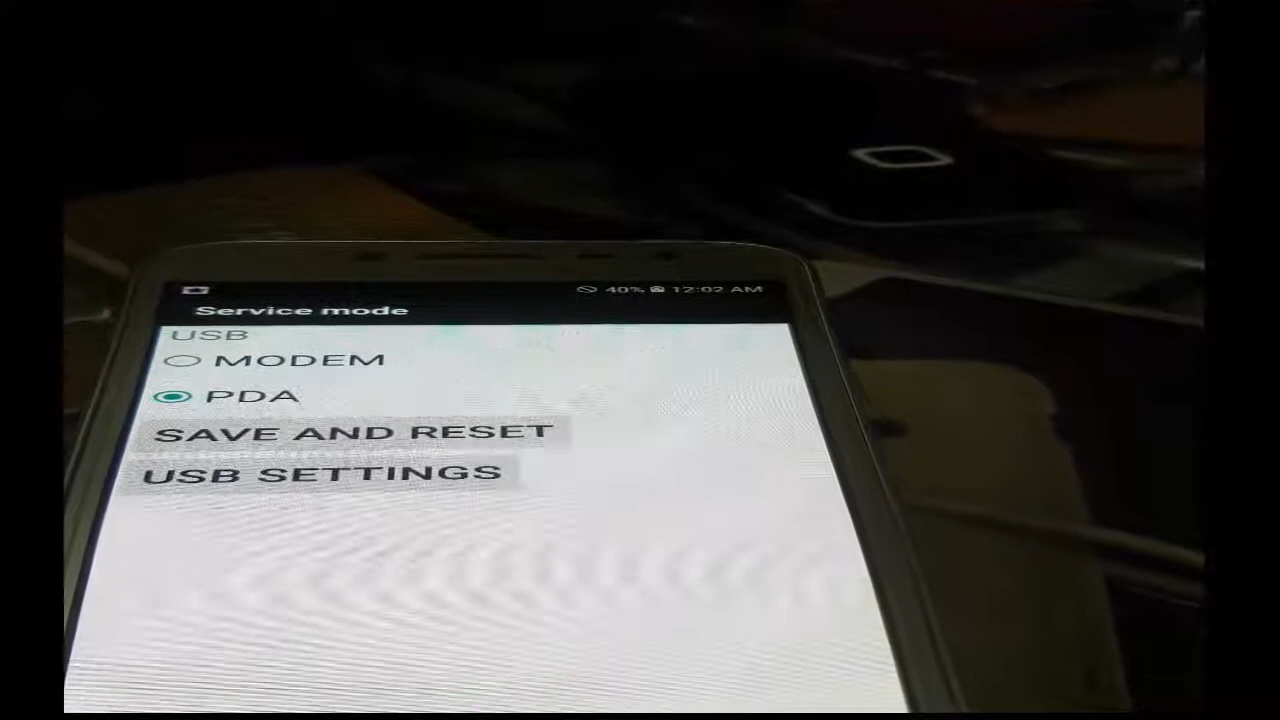 40% 12:02 AM
Service mode
USB
MODEM
PDA
SAVE AND RESET
USB SETTINGS